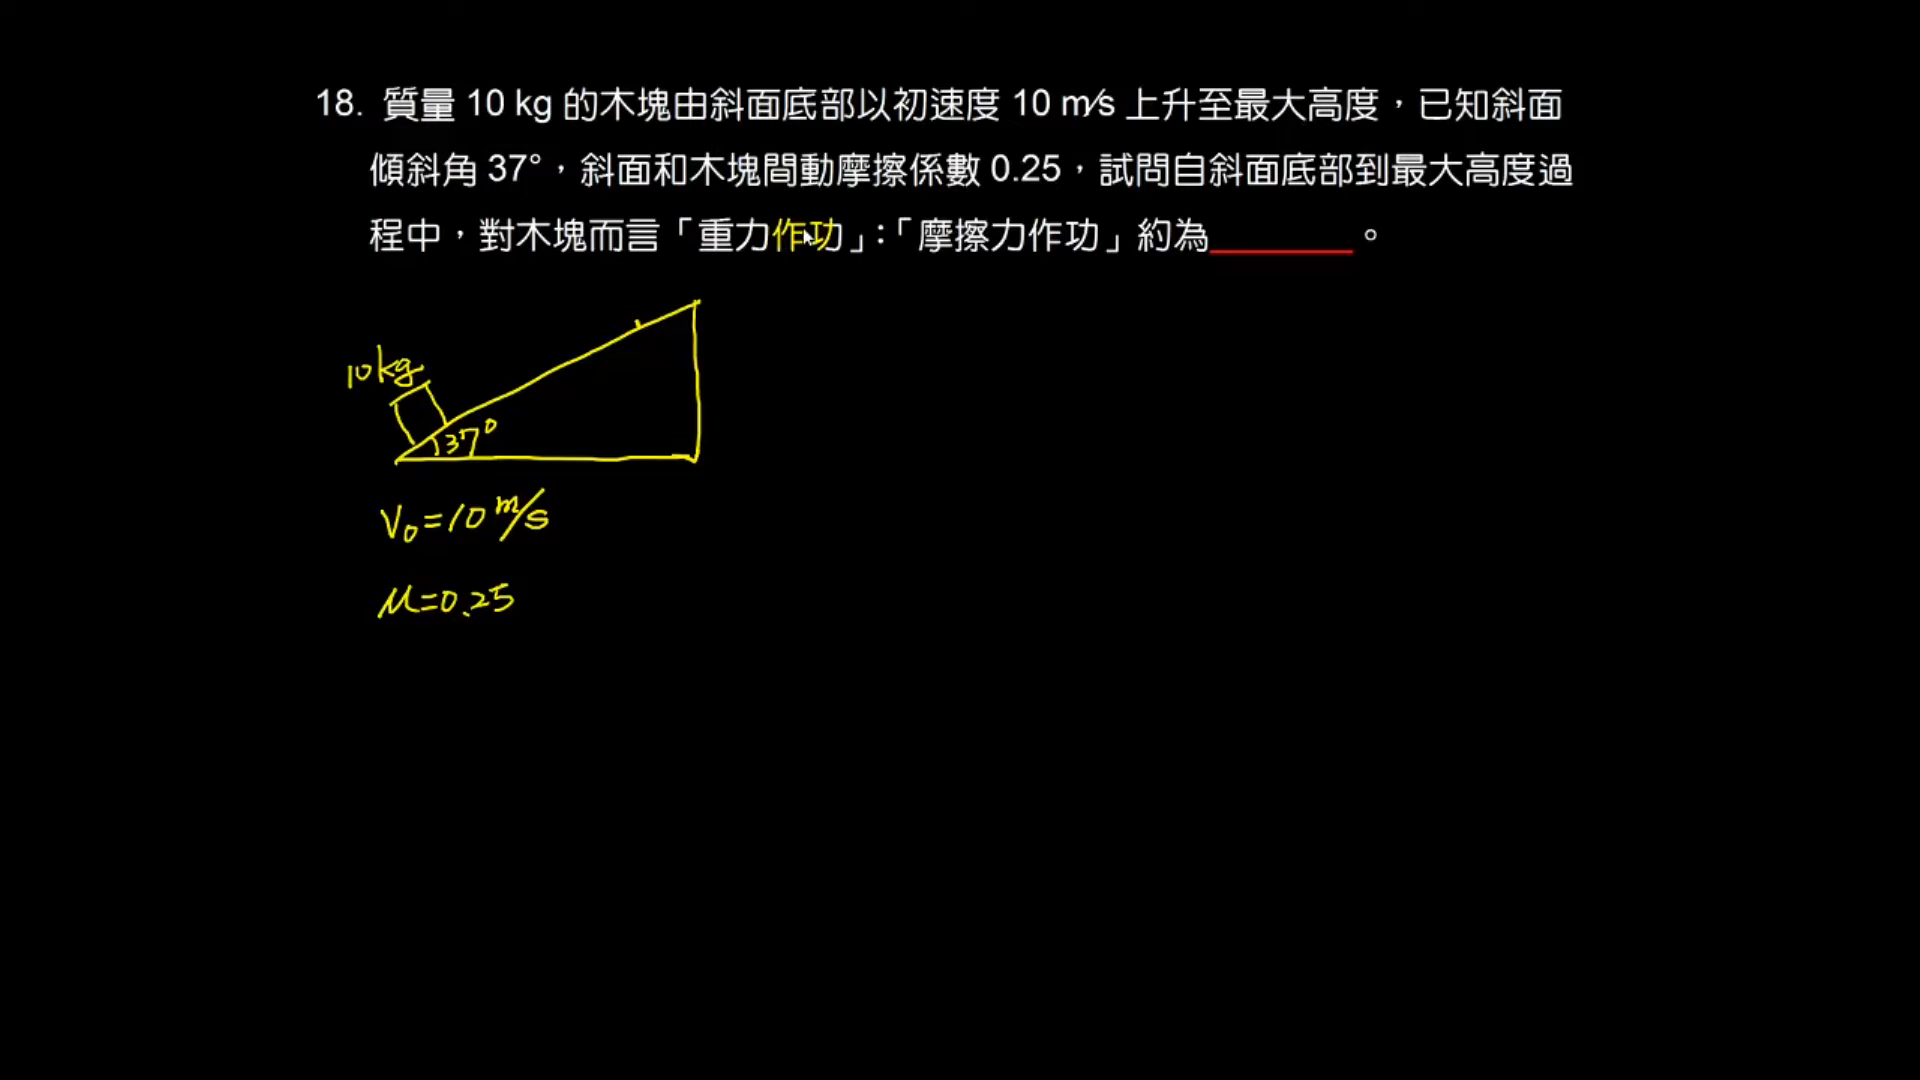 18. 質量 10 kg 的木塊由斜面底部以初速度 10 m/s 上升至最大高度，已知斜面
傾斜角 37°，斜面和木塊間動摩擦係數 0.25，試問自斜面底部到最大高度過
程中，對木塊而言「重力作功」：「摩擦力作功」約為________。
10kg
37°
V₀=10 m/s
μ=0.25